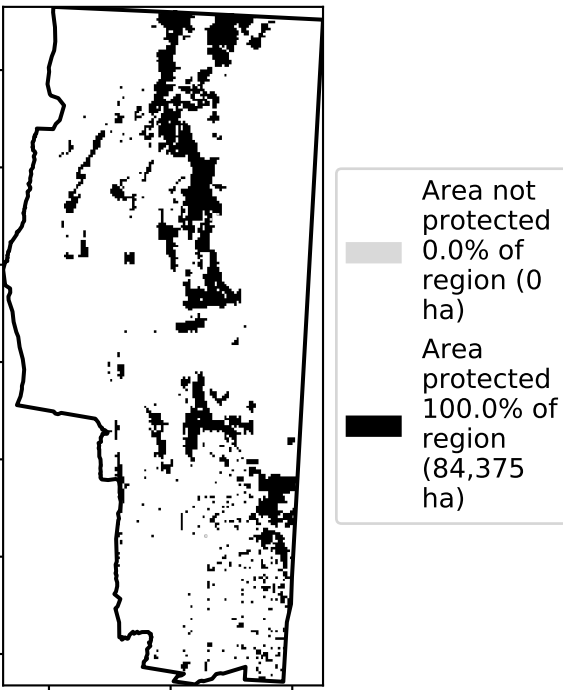 Area not
protected
0.0% of
region (0
ha)
Area
protected
100.0% of
region
(84,375
ha)